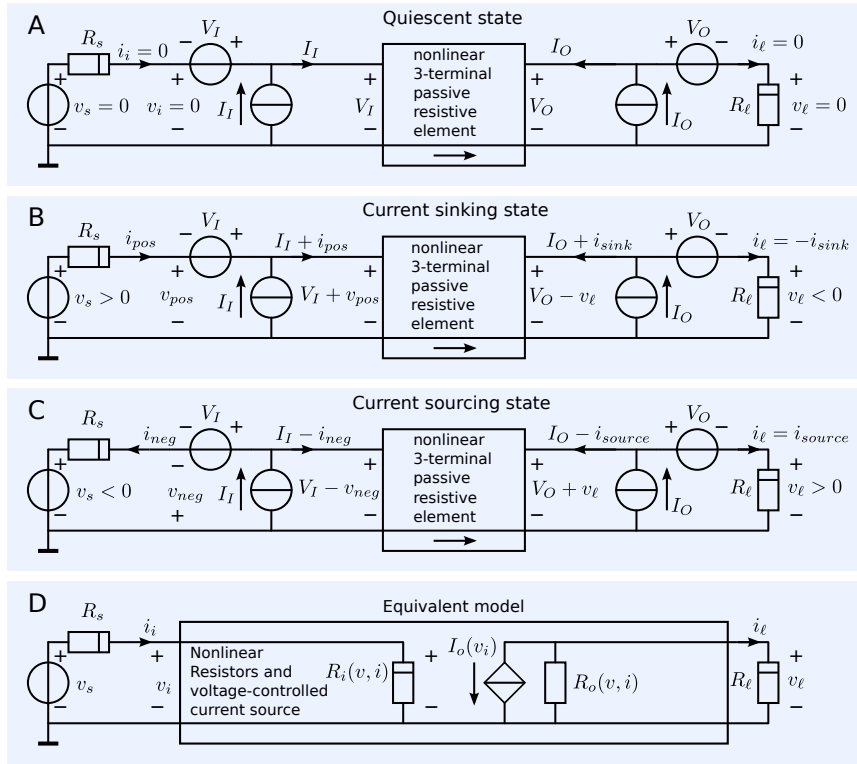 A
Quiescent state
R_s
i_i = 0
− V_I +
I_I
I_O
V_O
+ −
i_ℓ = 0
+ v_s = 0 −
+ v_i = 0 −
I_I
+ V_I −
nonlinear
3-terminal
passive
resistive
element
+ V_O −
I_O
R_ℓ
+ v_ℓ = 0 −
B
Current sinking state
R_s
i_pos
− V_I +
I_I + i_pos
I_O + i_sink
V_O
+ −
i_ℓ = −i_sink
+ v_s > 0 −
+ v_pos −
I_I
+ V_I + v_pos −
nonlinear
3-terminal
passive
resistive
element
+ V_O − v_ℓ −
I_O
R_ℓ
+ v_ℓ < 0 −
C
Current sourcing state
R_s
i_neg
− V_I +
I_I − i_neg
I_O − i_source
V_O
+ −
i_ℓ = i_source
+ v_s < 0 −
− v_neg +
I_I
+ V_I − v_neg −
nonlinear
3-terminal
passive
resistive
element
+ V_O + v_ℓ −
I_O
R_ℓ
+ v_ℓ > 0 −
D
Equivalent model
R_s
i_i
+ v_s −
+ v_i −
Nonlinear
Resistors and
voltage-controlled
current source
R_i(v, i)
+ −
I_o(v_i)
R_o(v, i)
i_ℓ
R_ℓ
+ v_ℓ −